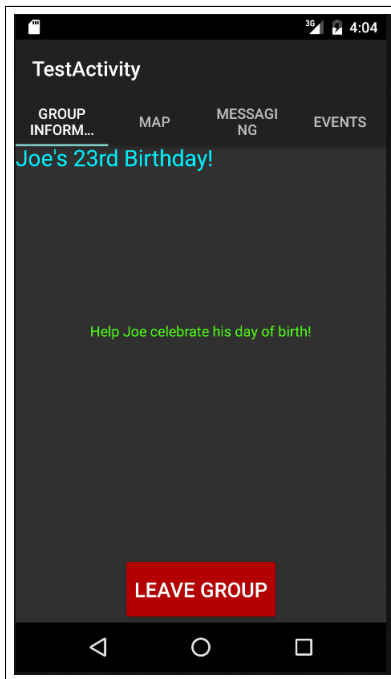 3G 4:04
TestActivity
GROUP
INFORM...
MAP
MESSAGI
NG
EVENTS
Joe's 23rd Birthday!
Help Joe celebrate his day of birth!
LEAVE GROUP